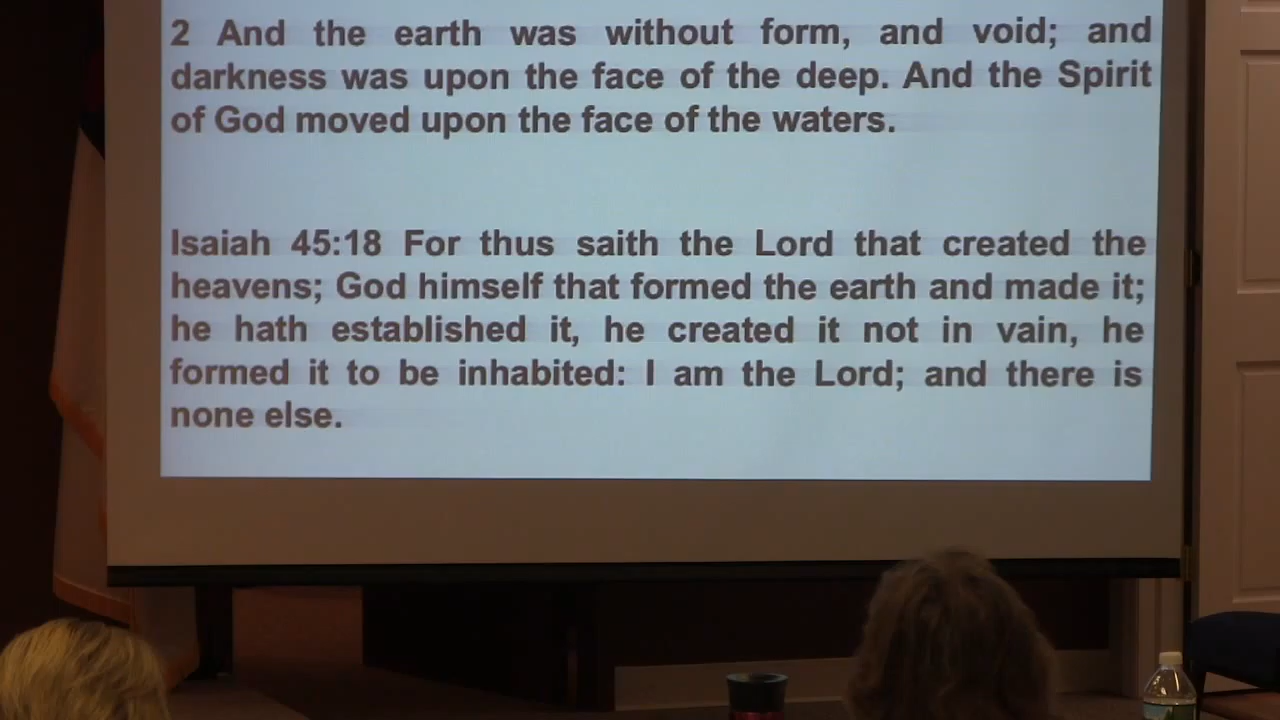 2 And the earth was without form, and void; and
darkness was upon the face of the deep. And the Spirit
of God moved upon the face of the waters.
Isaiah 45:18 For thus saith the Lord that created the
heavens; God himself that formed the earth and made it;
he hath established it, he created it not in vain, he
formed it to be inhabited: I am the Lord; and there is
none else.